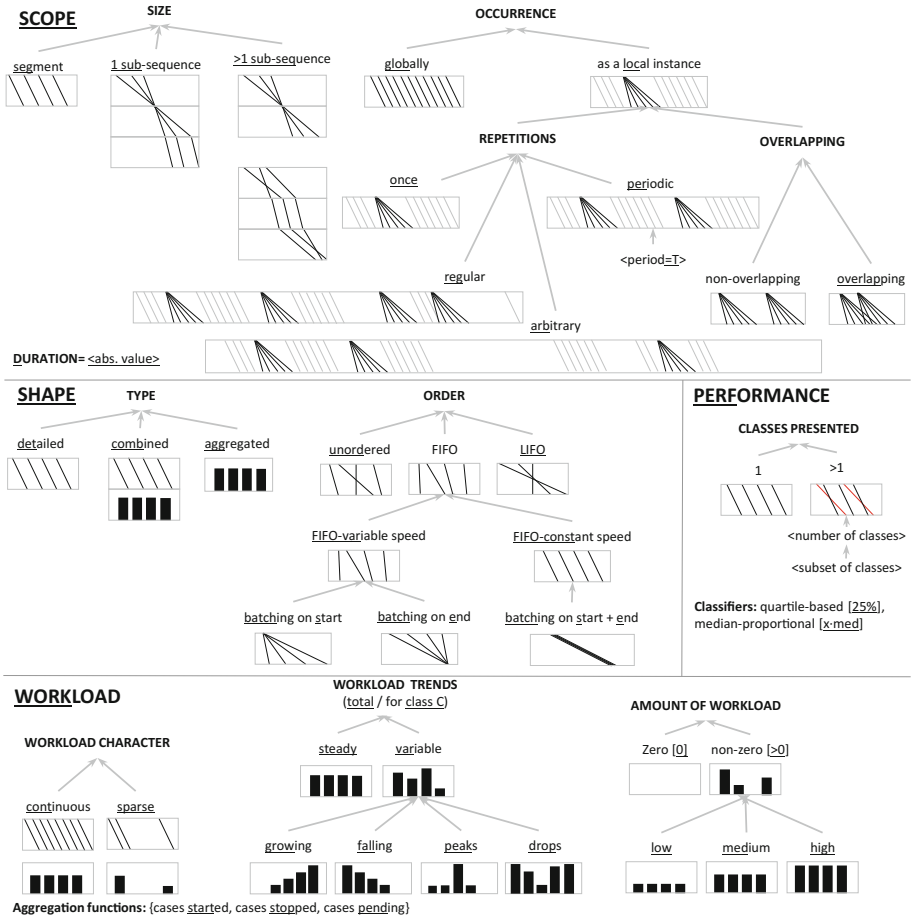 SCOPE
SIZE
OCCURRENCE
segment
1 sub-sequence
>1 sub-sequence
globally
as a local instance
REPETITIONS
OVERLAPPING
once
periodic
<period=T>
regular
non-overlapping
overlapping
arbitrary
DURATION= <abs. value>
SHAPE
TYPE
ORDER
detailed
combined
aggregated
unordered
FIFO
LIFO
FIFO-variable speed
FIFO-constant speed
batching on start
batching on end
batching on start + end
PERFORMANCE
CLASSES PRESENTED
1
>1
<number of classes>
<subset of classes>
Classifiers: quartile-based [25%],
median-proportional [x·med]
WORKLOAD
WORKLOAD CHARACTER
continuous
sparse
WORKLOAD TRENDS
(total / for class C)
steady
variable
growing
falling
peaks
drops
AMOUNT OF WORKLOAD
Zero [0]
non-zero [>0]
low
medium
high
Aggregation functions: {cases started, cases stopped, cases pending}